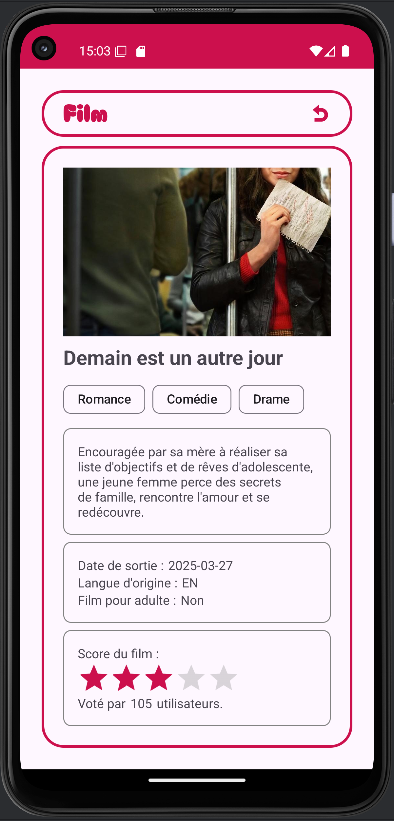 15:03
Film
Demain est un autre jour
Romance
Comédie
Drame
Encouragée par sa mère à réaliser sa
liste d'objectifs et de rêves d'adolescente,
une jeune femme perce des secrets
de famille, rencontre l'amour et se
redécouvre.
Date de sortie : 2025-03-27
Langue d'origine : EN
Film pour adulte : Non
Score du film :
Voté par 105 utilisateurs.